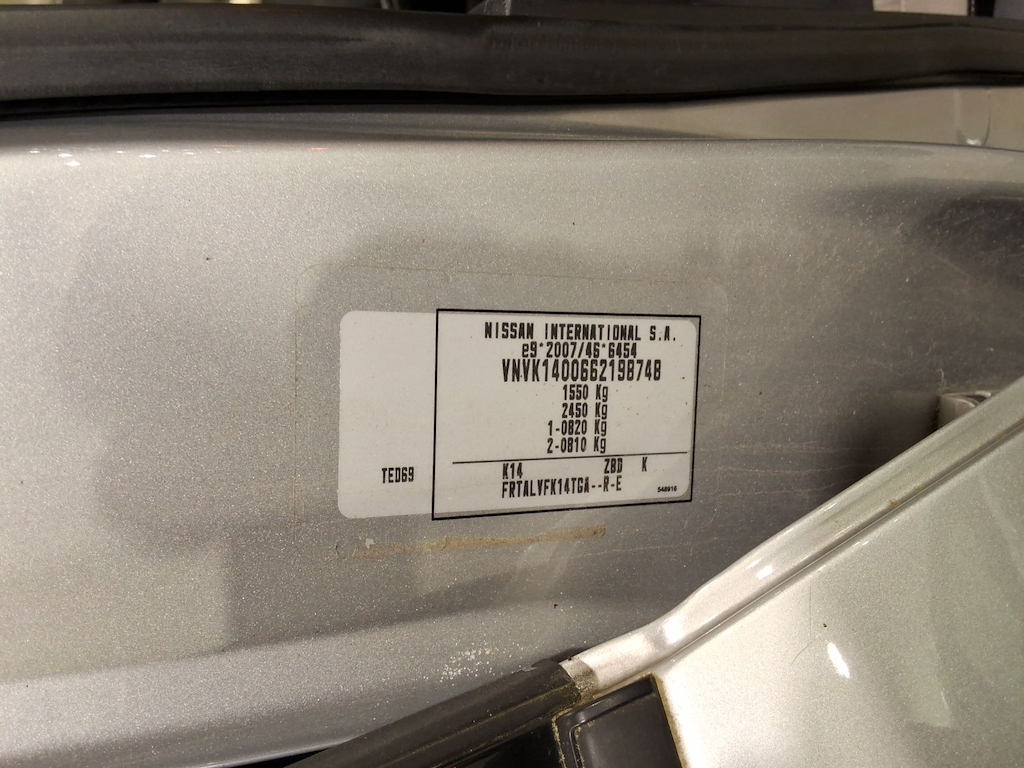 NISSAN INTERNATIONAL S.A.
e9*2007/46*6454
VNVK1400662198748
1550 Kg
2450 Kg
1-0820 Kg
2-0810 Kg
TED69
K14 ZBD K
FRTALVFK14TGA--R-E
548916